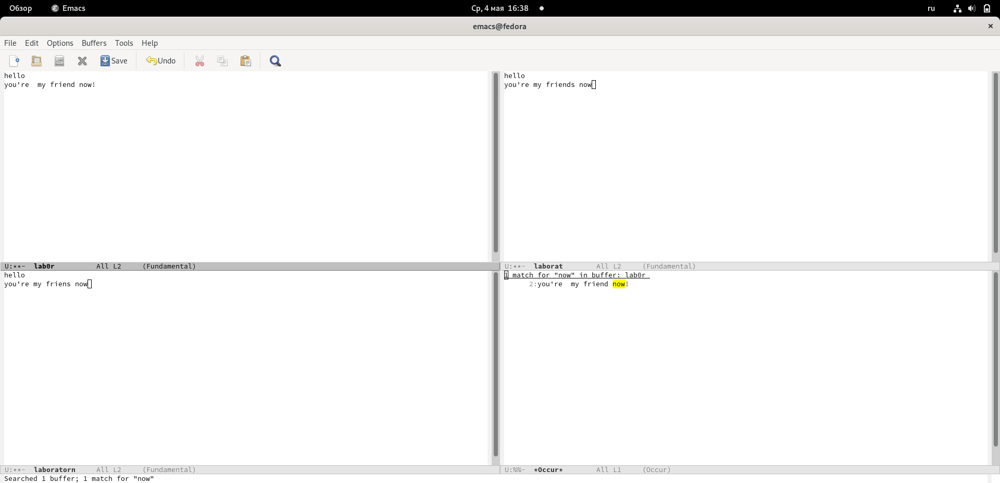 Обзор Emacs Ср, 4 мая 16:38 ru
emacs@fedora
File Edit Options Buffers Tools Help
Save Undo
hello
you're  my friend now!
U:**-  lab0r          All L2     (Fundamental)
hello
you're my friends now
U:**-  laborat        All L2     (Fundamental)
hello
you're my friens now
U:**-  laboratorn     All L2     (Fundamental)
1 match for "now" in buffer: lab0r
      2:you're  my friend now!
U:%%-  *Occur*        All L1     (Occur)
Searched 1 buffer; 1 match for "now"